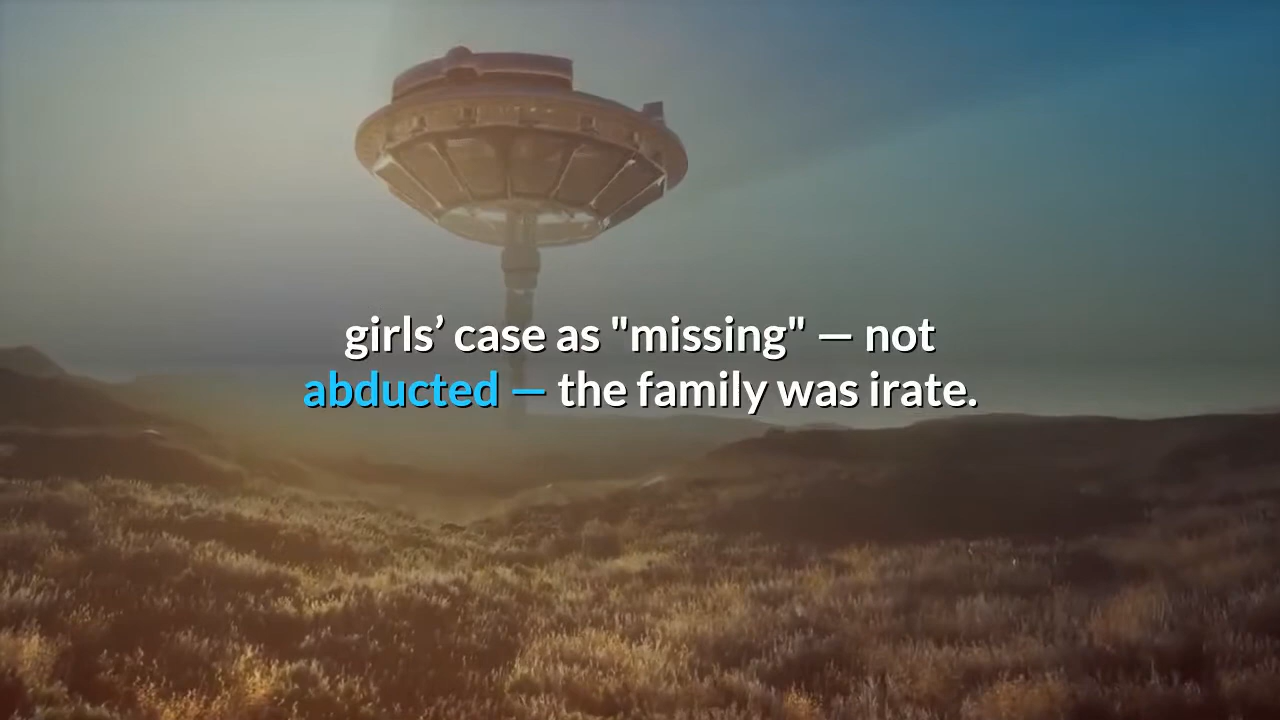 girls’ case as "missing" — not
abducted — the family was irate.